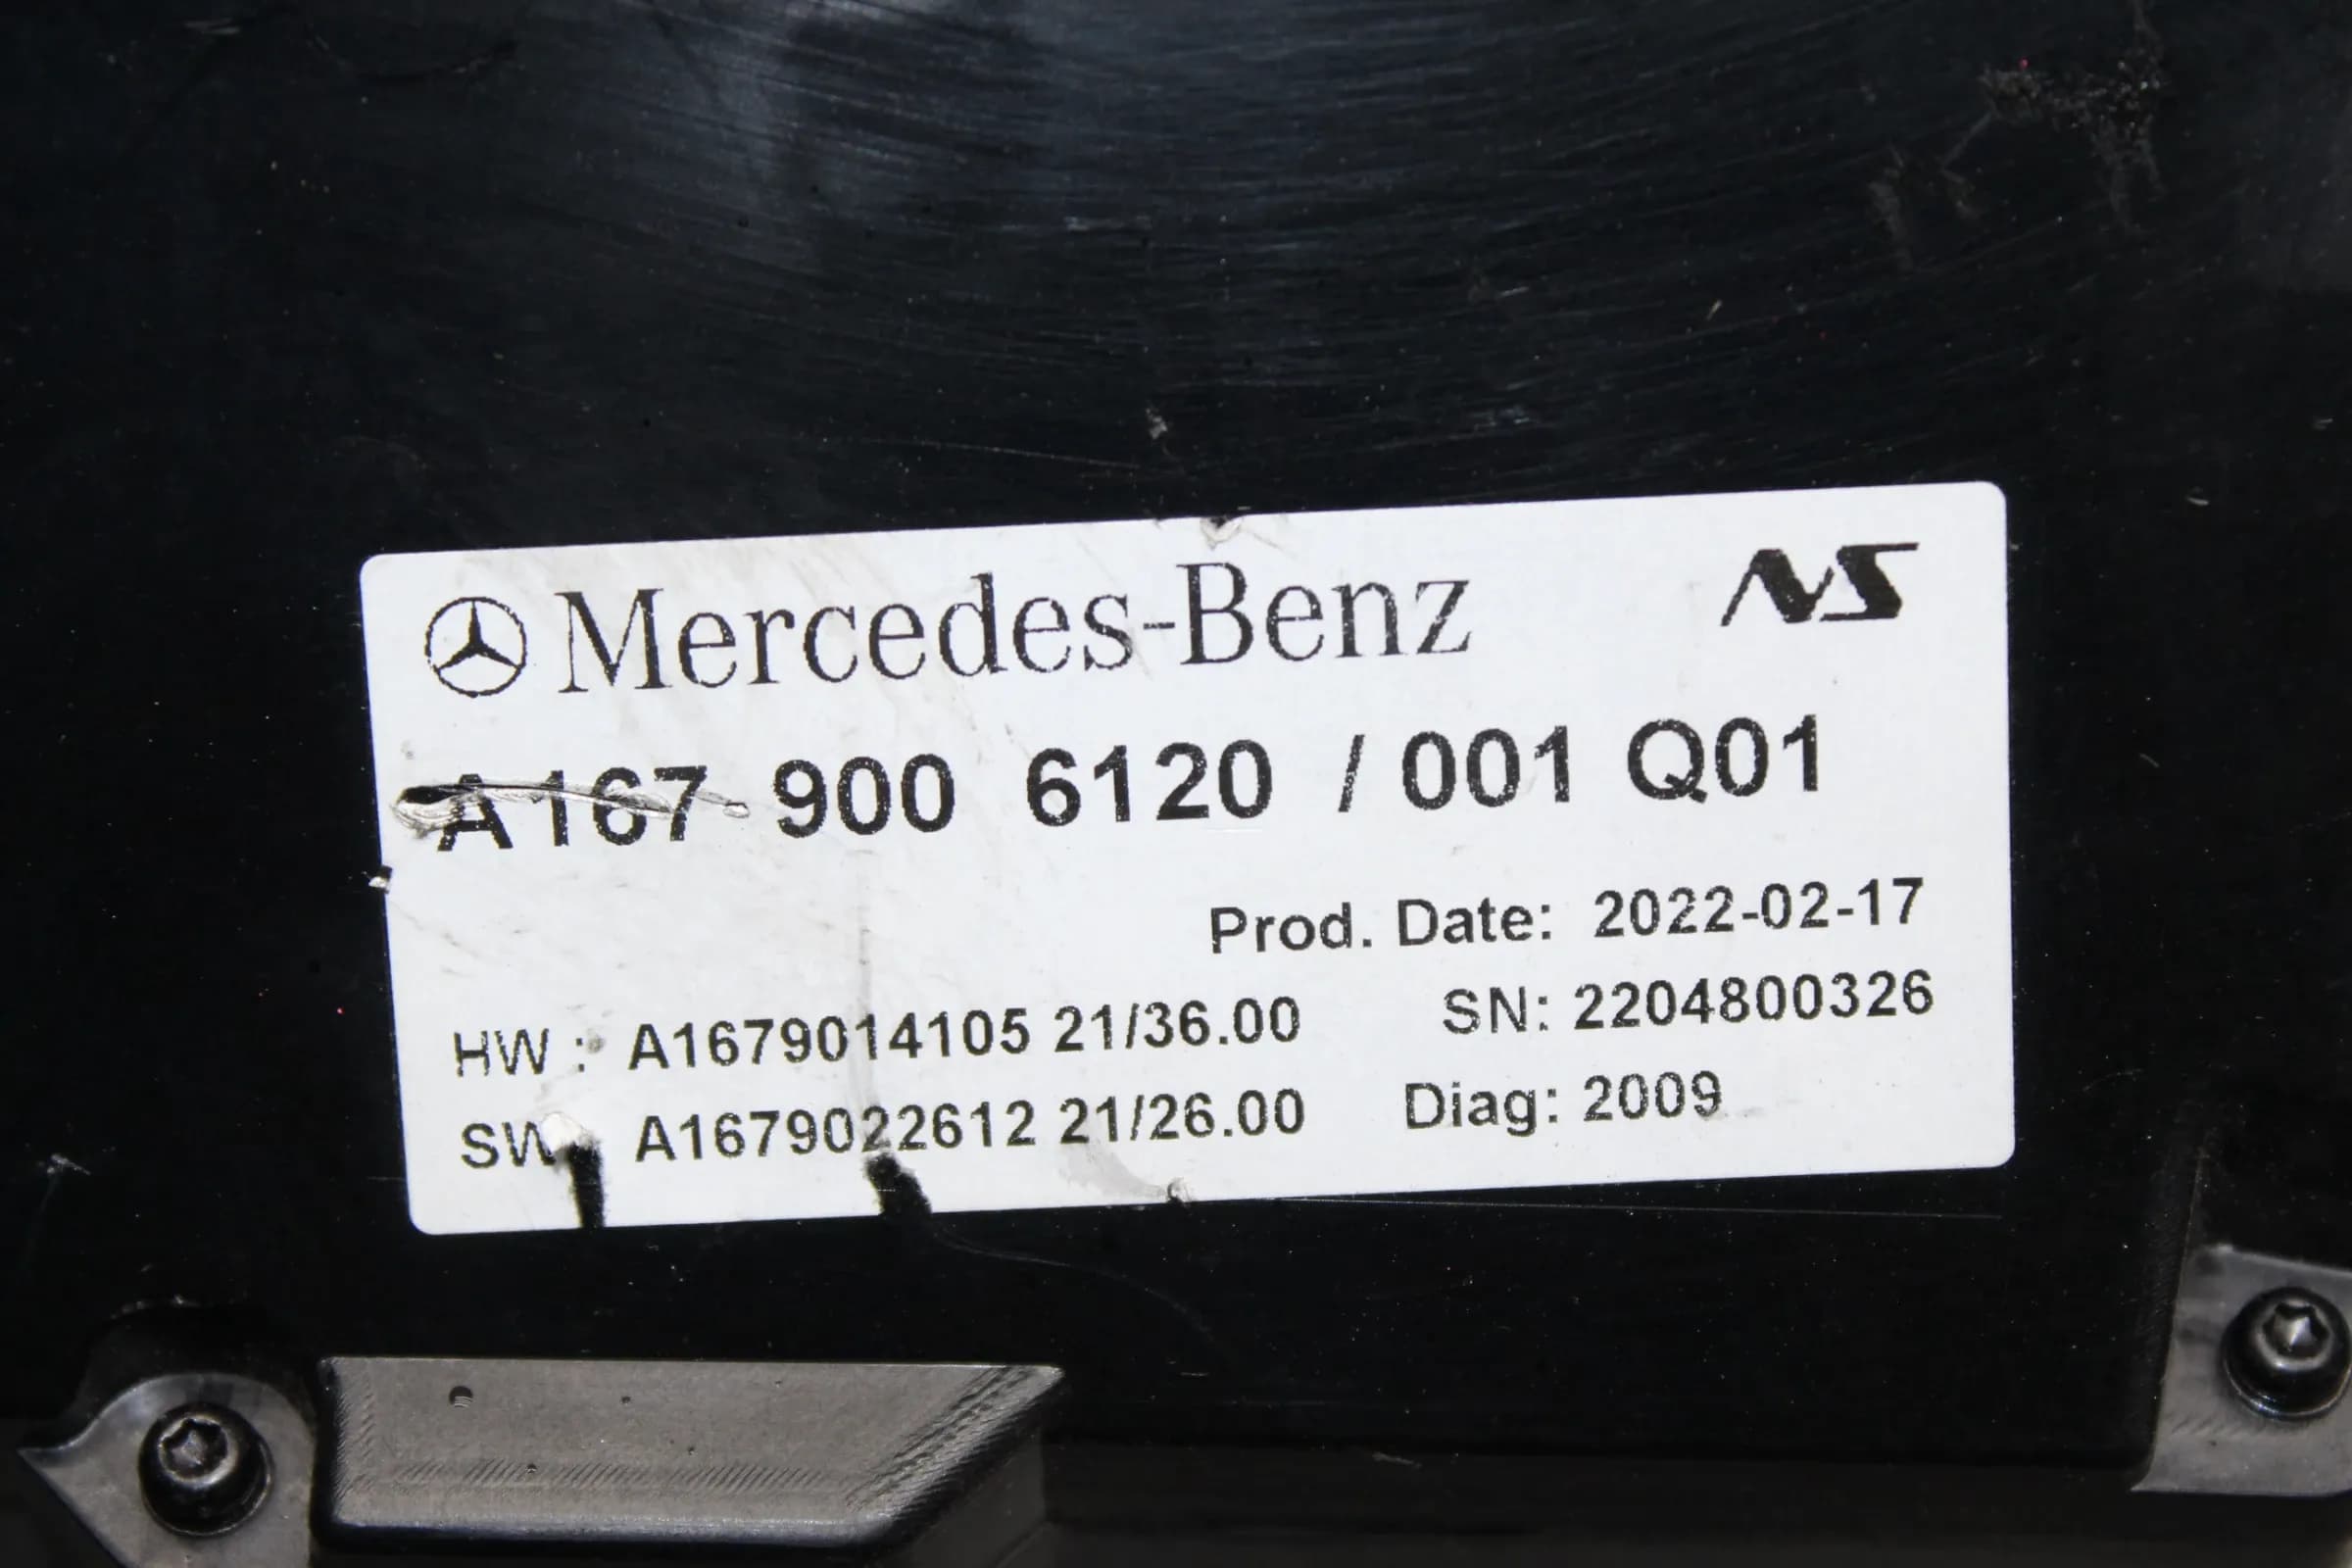 Mercedes-Benz NS
A167 900 6120 / 001 Q01
Prod. Date: 2022-02-17
HW : A1679014105 21/36.00 SN: 2204800326
SW A1679022612 21/26.00 Diag: 2009